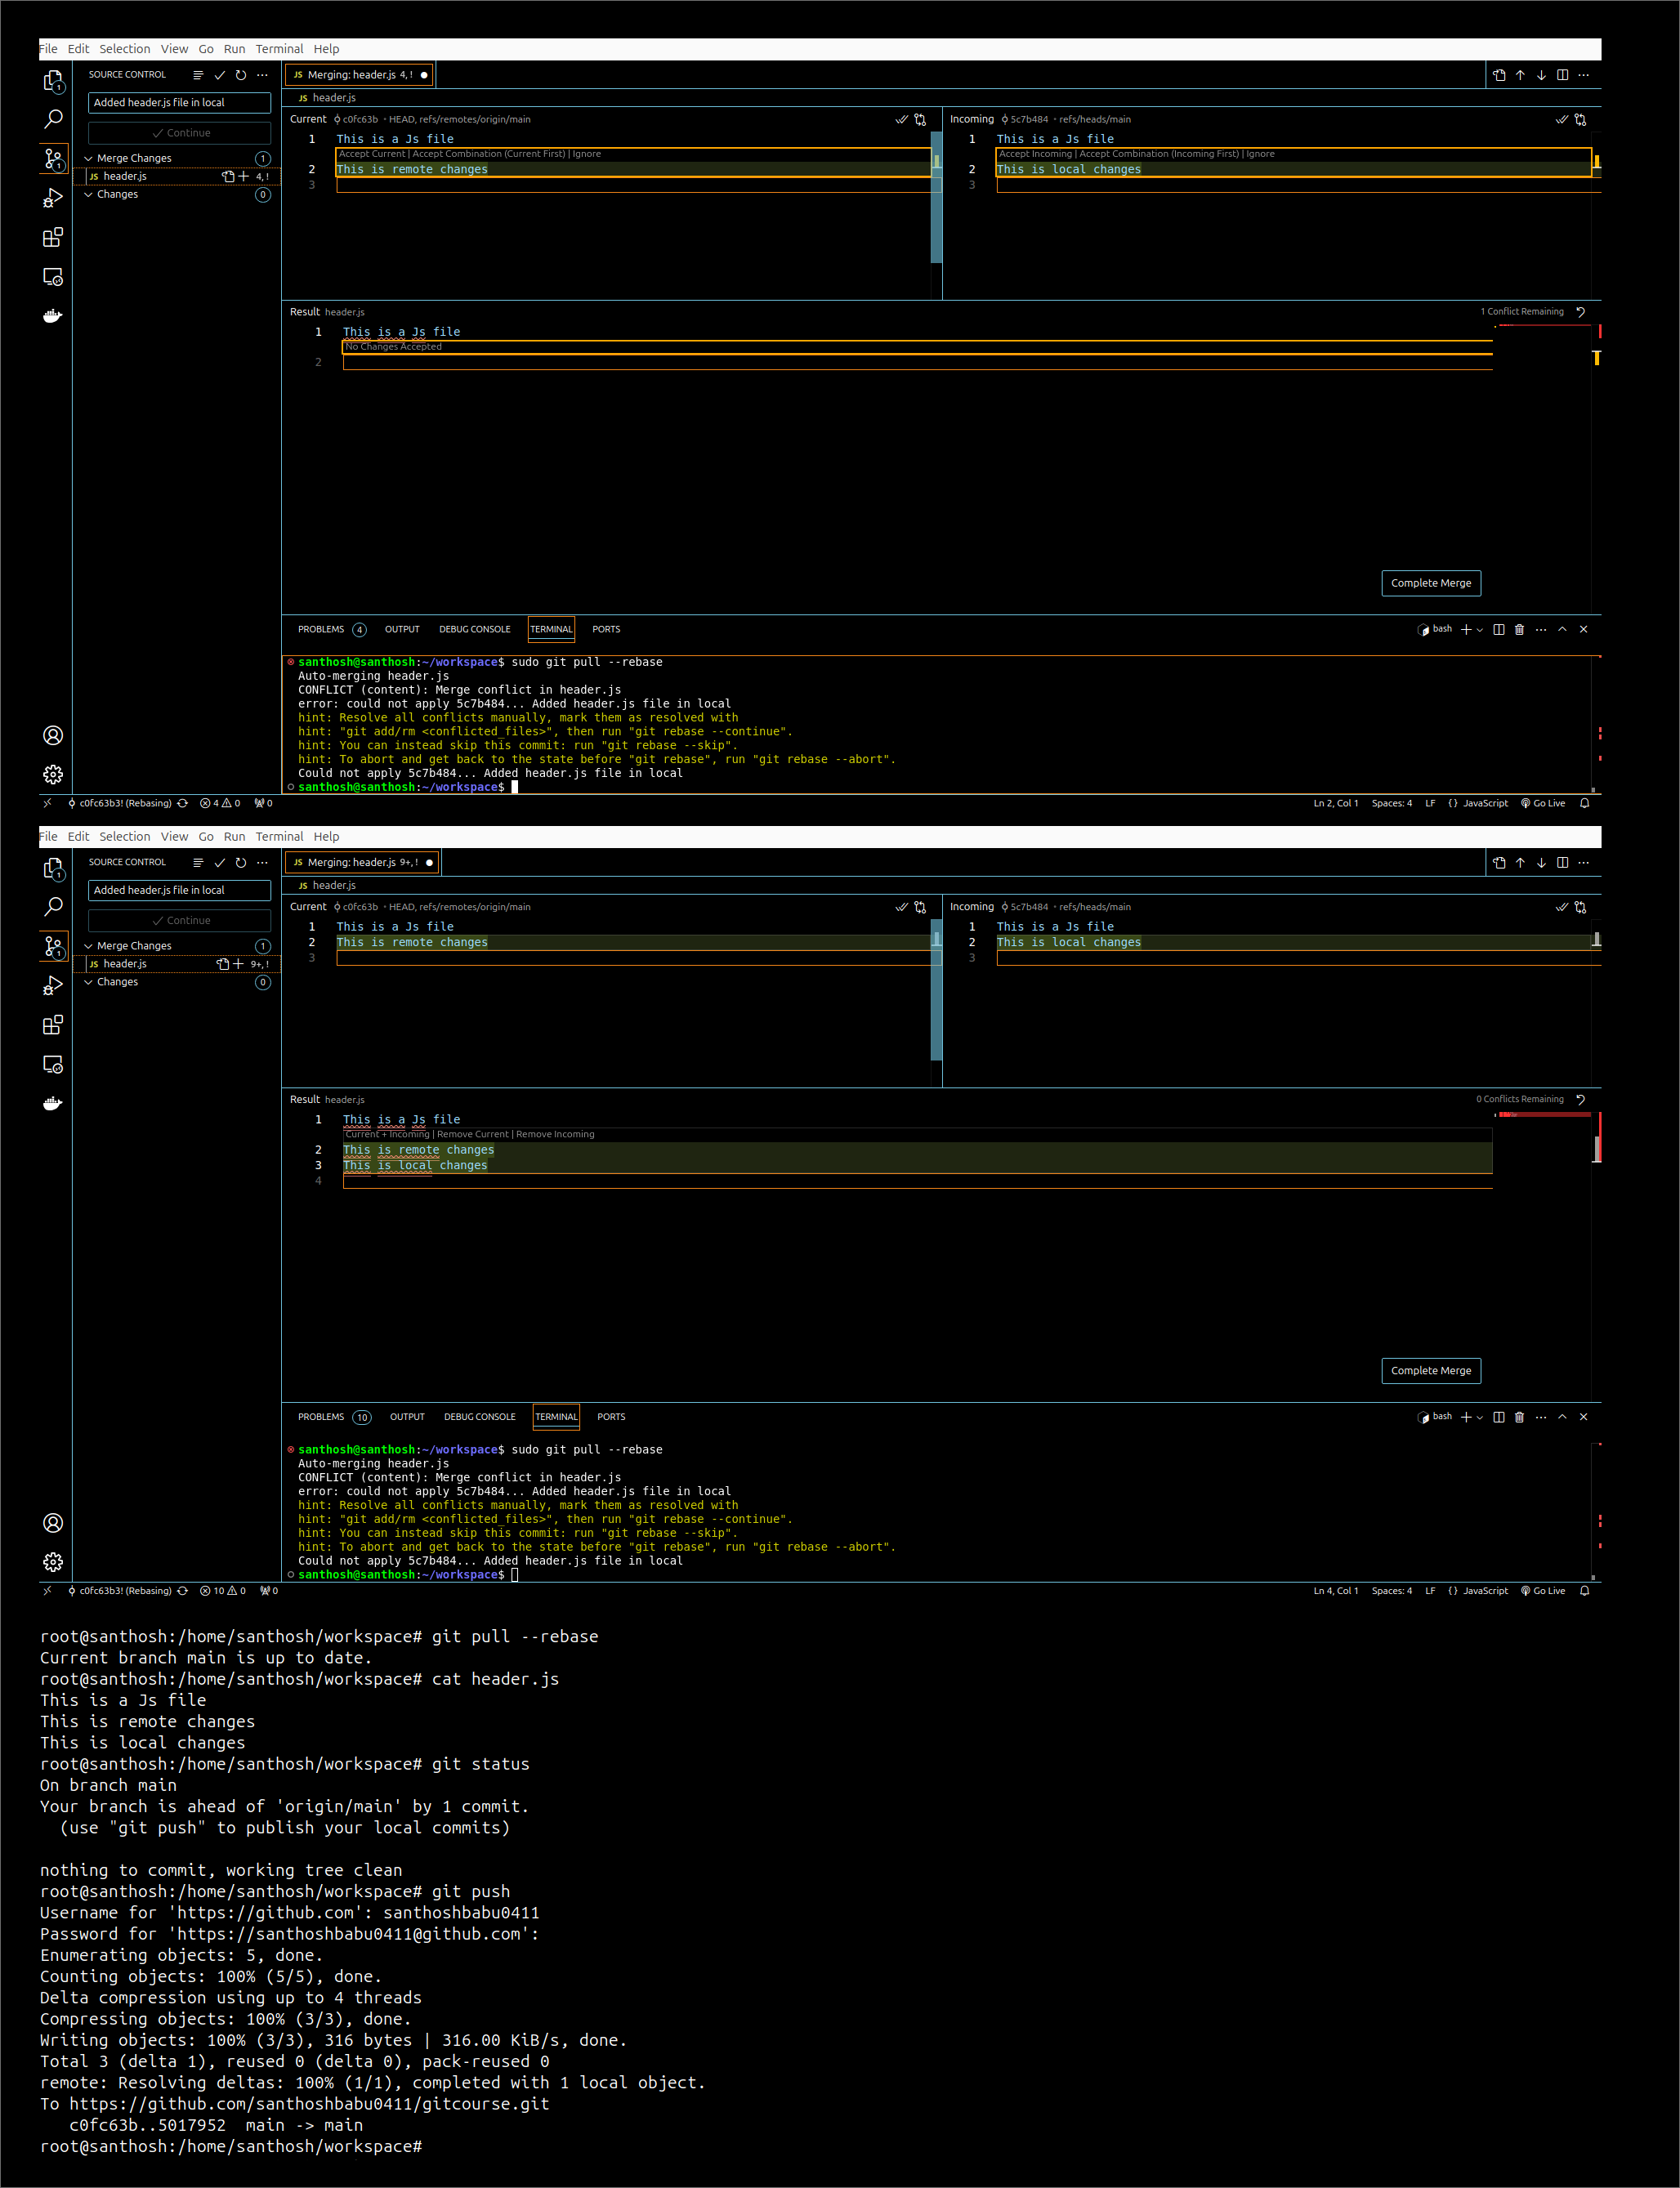 File Edit Selection View Go Run Terminal Help
SOURCE CONTROL
JS Merging: header.js 4, !
1
Added header.js file in local
JS header.js
Continue
Current c0fc63b • HEAD, refs/remotes/origin/main
Incoming 5c7b484 • refs/heads/main
Merge Changes 1
1
JS header.js 4, !
Changes 0
1 This is a Js file
Accept Current | Accept Combination (Current First) | Ignore
2 This is remote changes
3
1 This is a Js file
Accept Incoming | Accept Combination (Incoming First) | Ignore
2 This is local changes
3
Result header.js
1 Conflict Remaining
1 This is a Js file
No Changes Accepted
2
Complete Merge
PROBLEMS 4 OUTPUT DEBUG CONSOLE TERMINAL PORTS
bash
santhosh@santhosh:~/workspace$ sudo git pull --rebase
Auto-merging header.js
CONFLICT (content): Merge conflict in header.js
error: could not apply 5c7b484... Added header.js file in local
hint: Resolve all conflicts manually, mark them as resolved with
hint: "git add/rm <conflicted_files>", then run "git rebase --continue".
hint: You can instead skip this commit: run "git rebase --skip".
hint: To abort and get back to the state before "git rebase", run "git rebase --abort".
Could not apply 5c7b484... Added header.js file in local
santhosh@santhosh:~/workspace$
c0fc63b3! (Rebasing) 4 0 0
Ln 2, Col 1 Spaces: 4 LF {} JavaScript Go Live
File Edit Selection View Go Run Terminal Help
SOURCE CONTROL
JS Merging: header.js 9+, !
1
Added header.js file in local
JS header.js
Continue
Current c0fc63b • HEAD, refs/remotes/origin/main
Incoming 5c7b484 • refs/heads/main
Merge Changes 1
1
JS header.js 9+, !
Changes 0
1 This is a Js file
2 This is remote changes
3
1 This is a Js file
2 This is local changes
3
Result header.js
0 Conflicts Remaining
1 This is a Js file
Current + Incoming | Remove Current | Remove Incoming
2 This is remote changes
3 This is local changes
4
Complete Merge
PROBLEMS 10 OUTPUT DEBUG CONSOLE TERMINAL PORTS
bash
santhosh@santhosh:~/workspace$ sudo git pull --rebase
Auto-merging header.js
CONFLICT (content): Merge conflict in header.js
error: could not apply 5c7b484... Added header.js file in local
hint: Resolve all conflicts manually, mark them as resolved with
hint: "git add/rm <conflicted_files>", then run "git rebase --continue".
hint: You can instead skip this commit: run "git rebase --skip".
hint: To abort and get back to the state before "git rebase", run "git rebase --abort".
Could not apply 5c7b484... Added header.js file in local
santhosh@santhosh:~/workspace$
c0fc63b3! (Rebasing) 10 0 0
Ln 4, Col 1 Spaces: 4 LF {} JavaScript Go Live
root@santhosh:/home/santhosh/workspace# git pull --rebase
Current branch main is up to date.
root@santhosh:/home/santhosh/workspace# cat header.js
This is a Js file
This is remote changes
This is local changes
root@santhosh:/home/santhosh/workspace# git status
On branch main
Your branch is ahead of 'origin/main' by 1 commit.
(use "git push" to publish your local commits)
nothing to commit, working tree clean
root@santhosh:/home/santhosh/workspace# git push
Username for 'https://github.com': santhoshbabu0411
Password for 'https://santhoshbabu0411@github.com':
Enumerating objects: 5, done.
Counting objects: 100% (5/5), done.
Delta compression using up to 4 threads
Compressing objects: 100% (3/3), done.
Writing objects: 100% (3/3), 316 bytes | 316.00 KiB/s, done.
Total 3 (delta 1), reused 0 (delta 0), pack-reused 0
remote: Resolving deltas: 100% (1/1), completed with 1 local object.
To https://github.com/santhoshbabu0411/gitcourse.git
c0fc63b..5017952 main -> main
root@santhosh:/home/santhosh/workspace#